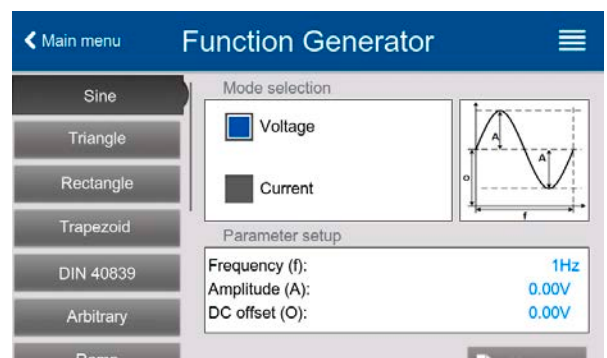 Main menu
Function Generator
Sine
Triangle
Rectangle
Trapezoid
DIN 40839
Arbitrary
Mode selection
Voltage
Current
A
A
o
f
Parameter setup
Frequency (f): 1Hz
Amplitude (A): 0.00V
DC offset (O): 0.00V